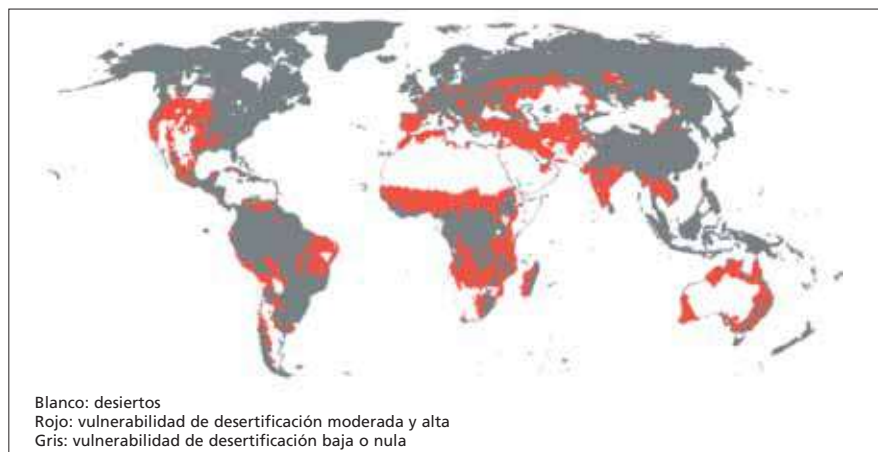 Blanco: desiertos
Rojo: vulnerabilidad de desertificación moderada y alta
Gris: vulnerabilidad de desertificación baja o nula